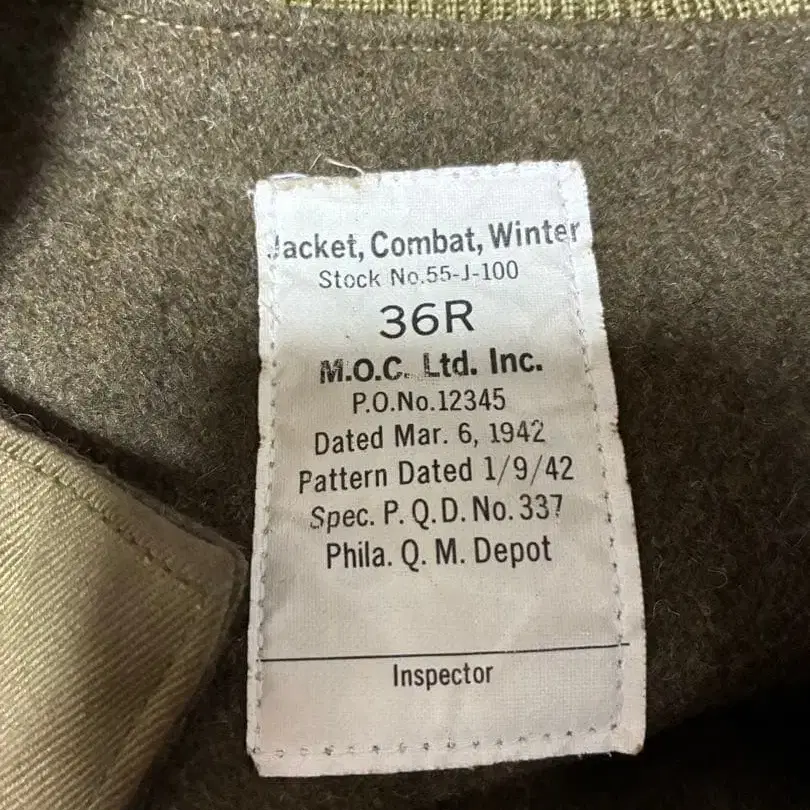 Jacket, Combat, Winter
Stock No.55-J-100
36R
M.O.C. Ltd. Inc.
P.O.No.12345
Dated Mar. 6, 1942
Pattern Dated 1/9/42
Spec. P. Q. D. No. 337
Phila. Q. M. Depot
Inspector